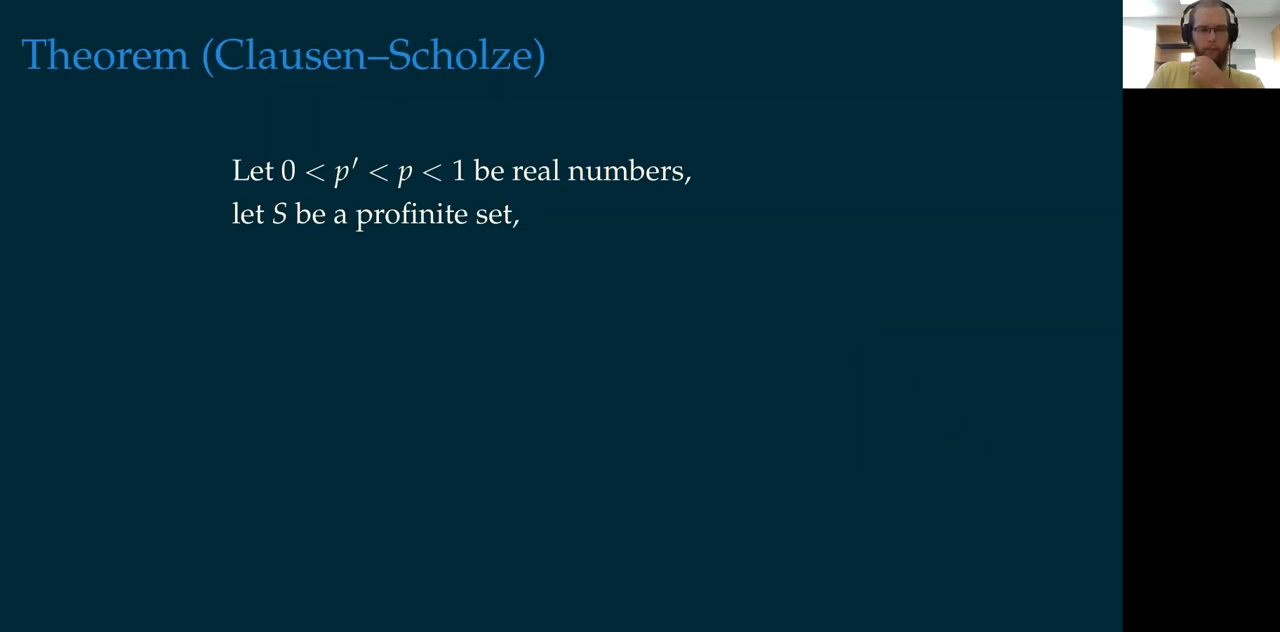 Theorem (Clausen–Scholze)
Let 0 < p′ < p < 1 be real numbers,
let S be a profinite set,